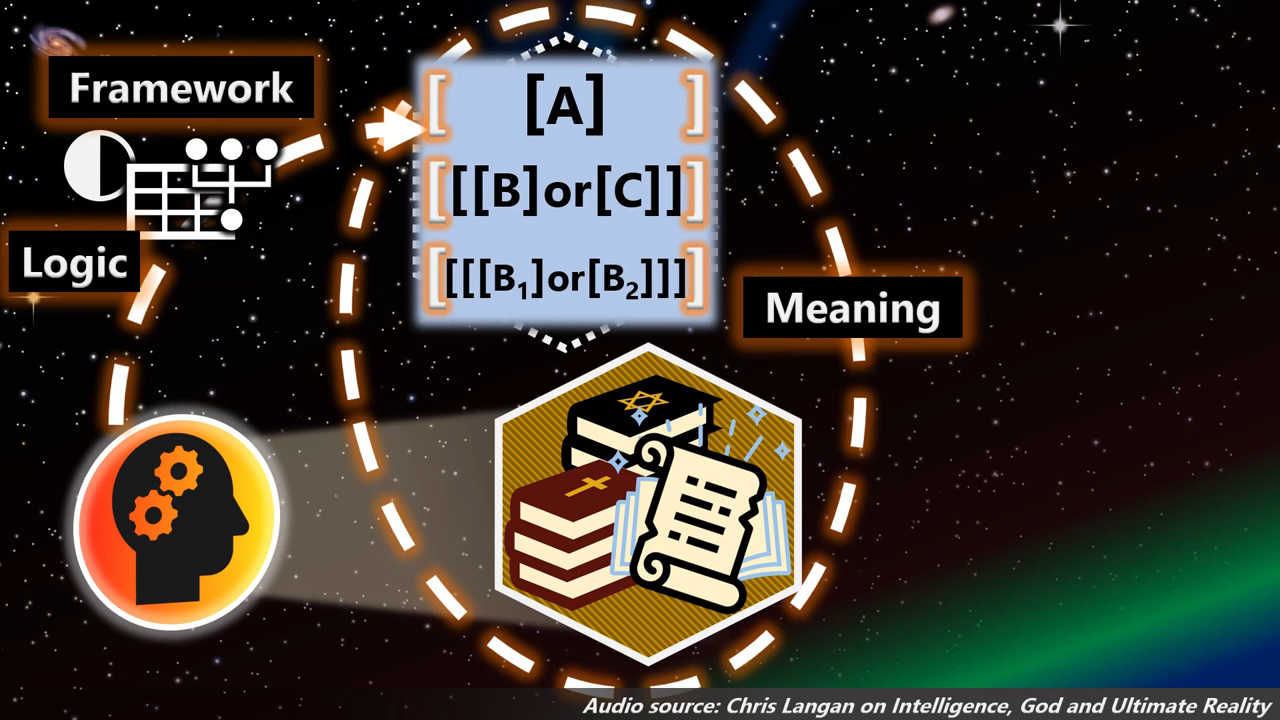 Framework
Logic
[ [A] ]
[ [[B]or[C]] ]
[ [[[B₁]or[B₂]]] ]
Meaning
Audio source: Chris Langan on Intelligence, God and Ultimate Reality